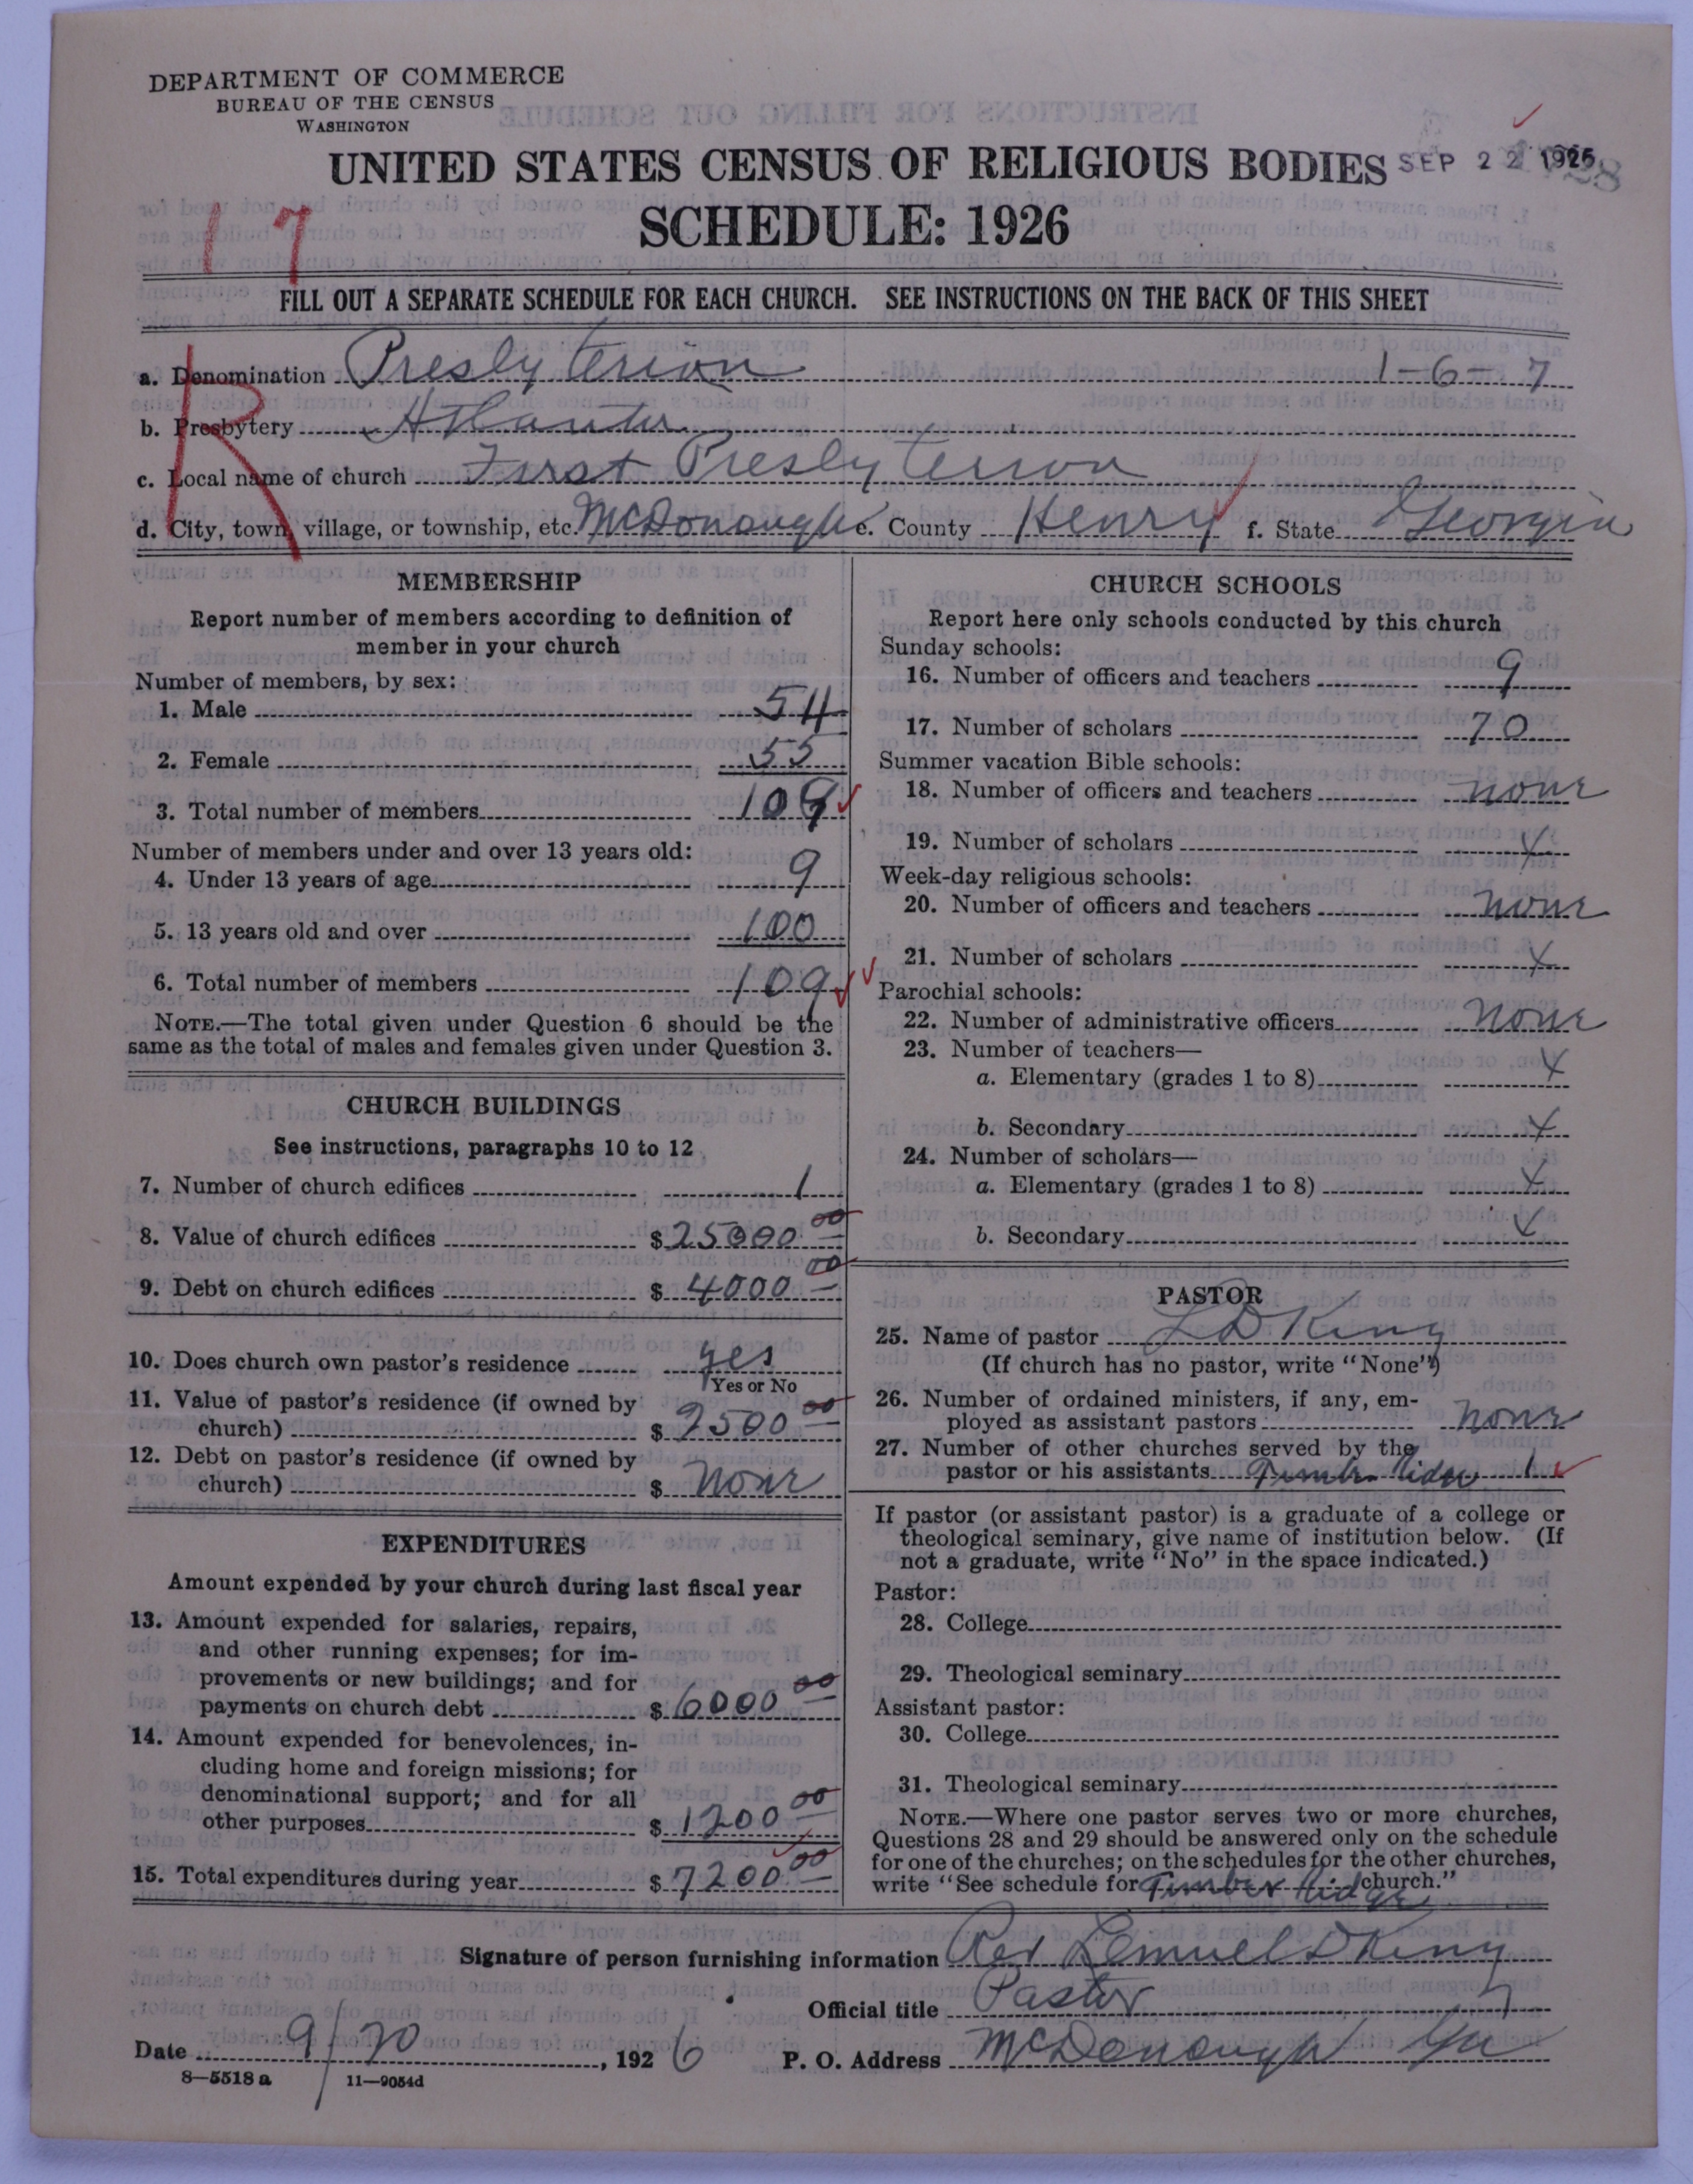 DEPARTMENT OF COMMERCE
BUREAU OF THE CENSUS
WASHINGTON
UNITED STATES CENSUS OF RELIGIOUS BODIES SEP 22 1926
SCHEDULE: 1926
17
FILL OUT A SEPARATE SCHEDULE FOR EACH CHURCH. SEE INSTRUCTIONS ON THE BACK OF THIS SHEET
R
a. Denomination Presbyterian 1-6-7
b. Presbytery Atlanta
c. Local name of church First Presbyterian
d. City, town, village, or township, etc. McDonough e. County Henry f. State Georgia
MEMBERSHIP
Report number of members according to definition of
member in your church
Number of members, by sex:
1. Male 54
2. Female 55
3. Total number of members 109
Number of members under and over 13 years old:
4. Under 13 years of age 9
5. 13 years old and over 100
6. Total number of members 109
NOTE.—The total given under Question 6 should be the
same as the total of males and females given under Question 3.
CHURCH BUILDINGS
See instructions, paragraphs 10 to 12
7. Number of church edifices 1
8. Value of church edifices $ 25000 00
9. Debt on church edifices $ 4000 00
10. Does church own pastor's residence yes
Yes or No
11. Value of pastor's residence (if owned by
church) $ 2500 00
12. Debt on pastor's residence (if owned by
church) $ none
EXPENDITURES
Amount expended by your church during last fiscal year
13. Amount expended for salaries, repairs,
and other running expenses; for im-
provements or new buildings; and for
payments on church debt $ 6000 00
14. Amount expended for benevolences, in-
cluding home and foreign missions; for
denominational support; and for all
other purposes $ 1200 00
15. Total expenditures during year $ 7200 00
CHURCH SCHOOLS
Report here only schools conducted by this church
Sunday schools:
16. Number of officers and teachers 9
17. Number of scholars 70
Summer vacation Bible schools:
18. Number of officers and teachers none
19. Number of scholars x
Week-day religious schools:
20. Number of officers and teachers none
21. Number of scholars x
Parochial schools:
22. Number of administrative officers none
23. Number of teachers—
a. Elementary (grades 1 to 8) x
b. Secondary x
24. Number of scholars—
a. Elementary (grades 1 to 8) x
b. Secondary x
PASTOR
25. Name of pastor L D King
(If church has no pastor, write "None")
26. Number of ordained ministers, if any, em-
ployed as assistant pastors none
27. Number of other churches served by the
pastor or his assistants Timber Ridge 1
If pastor (or assistant pastor) is a graduate of a college or
theological seminary, give name of institution below. (If
not a graduate, write "No" in the space indicated.)
Pastor:
28. College
29. Theological seminary
Assistant pastor:
30. College
31. Theological seminary
NOTE.—Where one pastor serves two or more churches,
Questions 28 and 29 should be answered only on the schedule
for one of the churches; on the schedules for the other churches,
write "See schedule for Timber Ridge church."
Signature of person furnishing information Rev Lemuel D King
Official title Pastor
Date 9/20, 1926 P. O. Address McDonough Ga
8—5518 a 11—9054d